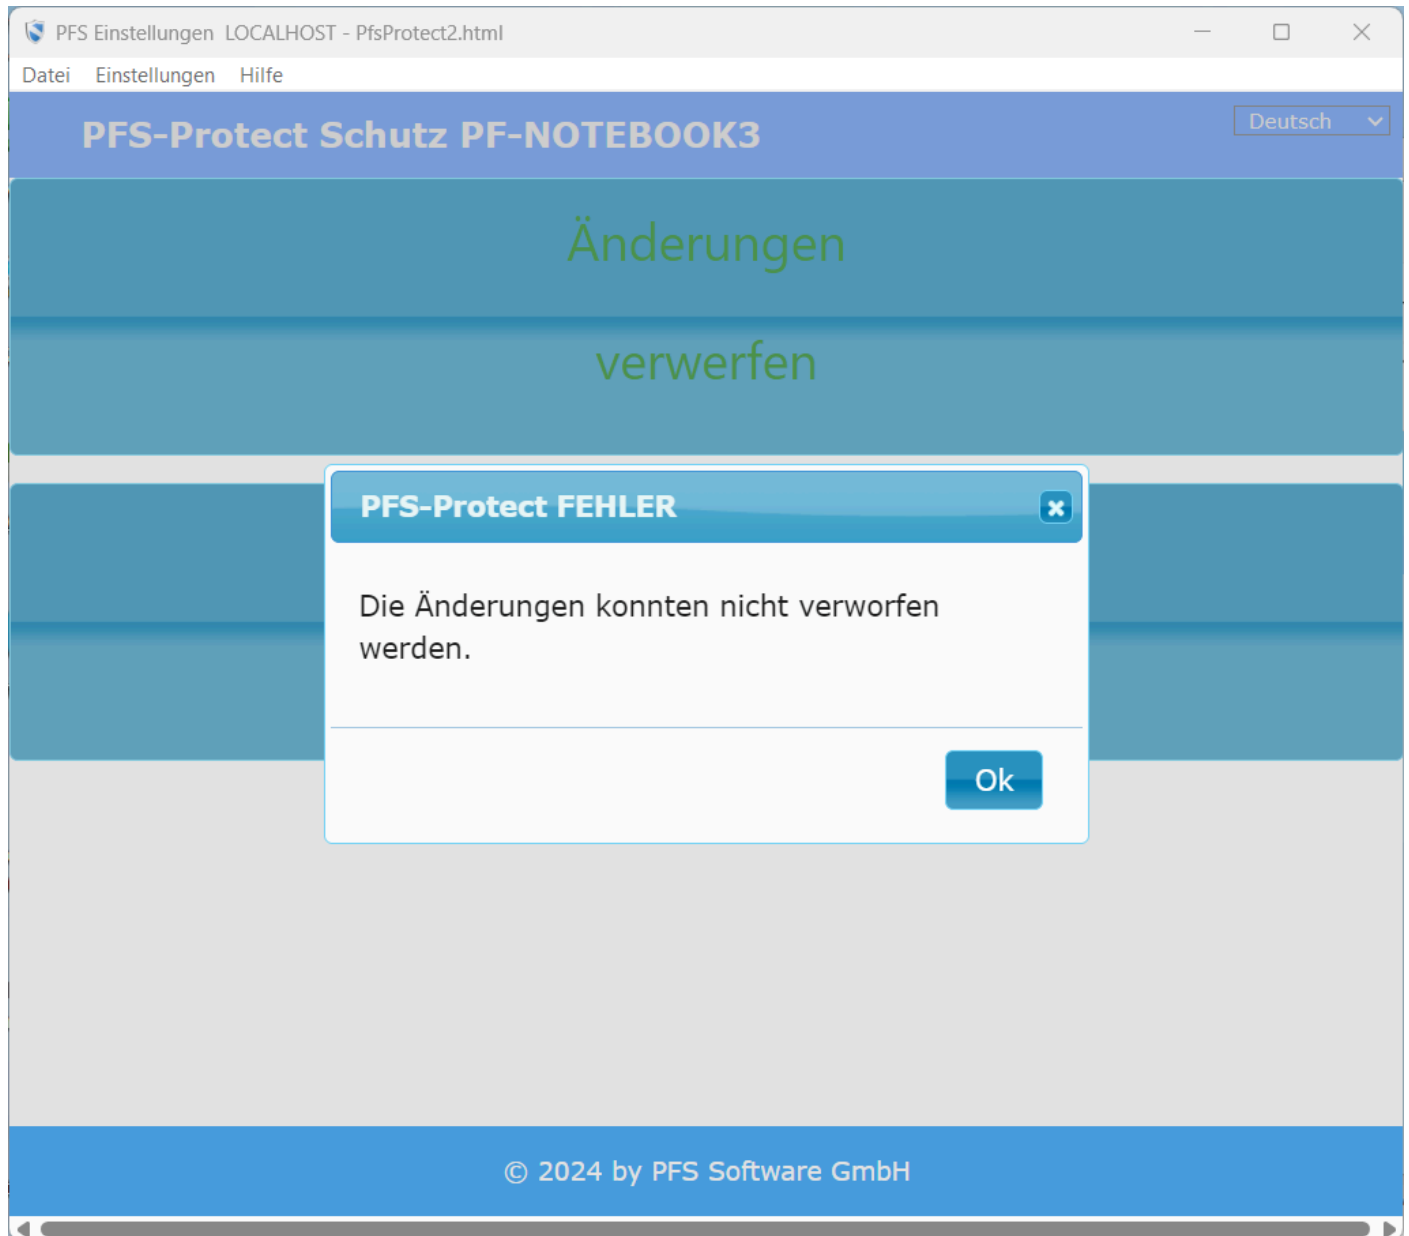 PFS Einstellungen LOCALHOST - PfsProtect2.html
Datei Einstellungen Hilfe
PFS-Protect Schutz PF-NOTEBOOK3
Deutsch
Änderungen
verwerfen
PFS-Protect FEHLER
Die Änderungen konnten nicht verworfen
werden.
Ok
© 2024 by PFS Software GmbH